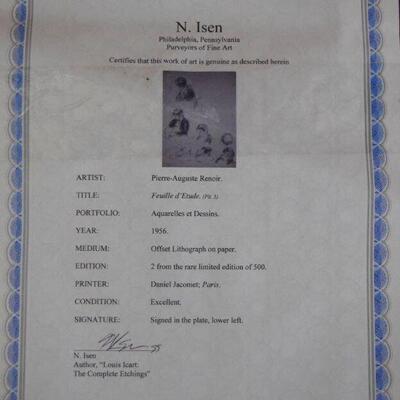 N. Isen
Philadelphia, Pennsylvania
Purveyors of Fine Art
Certifies that this work of art is genuine as described herein
ARTIST: Pierre-Auguste Renoir.
TITLE: Feuille d'Etude. (Pl. 5)
PORTFOLIO: Aquarelles et Dessins.
YEAR: 1956.
MEDIUM: Offset Lithograph on paper.
EDITION: 2 from the rare limited edition of 500.
PRINTER: Daniel Jacomet; Paris.
CONDITION: Excellent.
SIGNATURE: Signed in the plate, lower left.
N. Isen
Author, "Louis Icart:
The Complete Etchings"